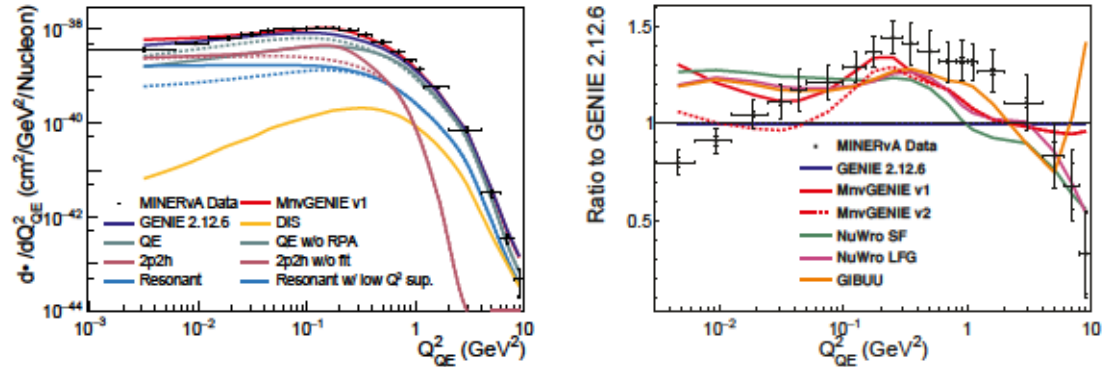 dσ/dQ²QE (cm²/GeV²/Nucleon)
10⁻³⁸
10⁻⁴⁰
10⁻⁴²
10⁻⁴⁴
MINERvA Data MnvGENIE v1
GENIE 2.12.6 DIS
QE QE w/o RPA
2p2h 2p2h w/o fit
Resonant Resonant w/ low Q² sup.
10⁻³ 10⁻² 10⁻¹ 1 10
Q²QE (GeV²)
Ratio to GENIE 2.12.6
1.5
1
0.5
MINERvA Data
GENIE 2.12.6
MnvGENIE v1
MnvGENIE v2
NuWro SF
NuWro LFG
GIBUU
10⁻² 10⁻¹ 1 10
Q²QE (GeV²)